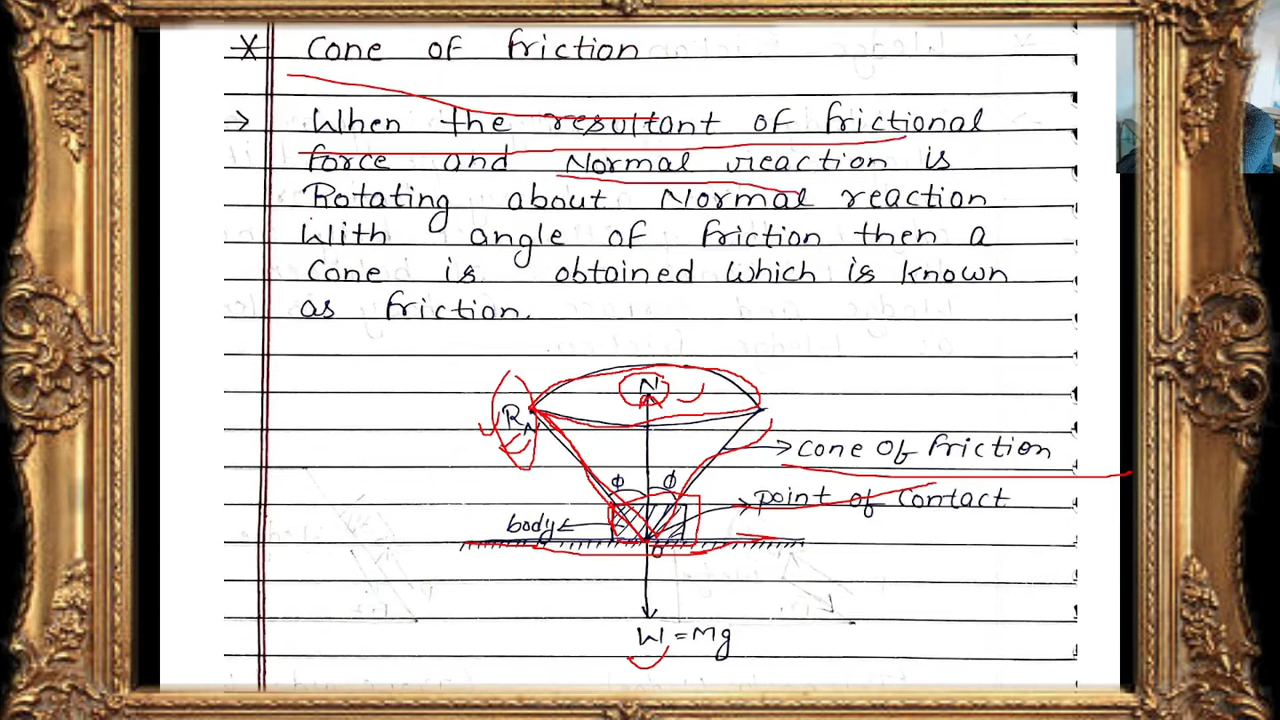 * Cone of friction
→ When the resultant of frictional
force and Normal reaction is
Rotating about Normal reaction
With angle of friction then a
Cone is obtained which is known
as friction.
N
R
→ cone of friction
ϕ ϕ
→ point of contact
body
O
W = Mg